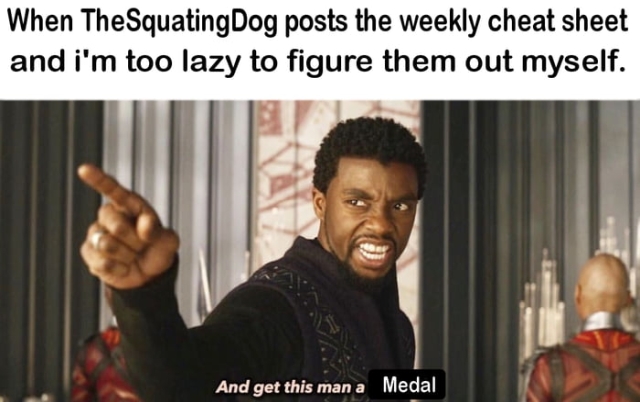 When TheSquatingDog posts the weekly cheat sheet
and i'm too lazy to figure them out myself.
And get this man a Medal